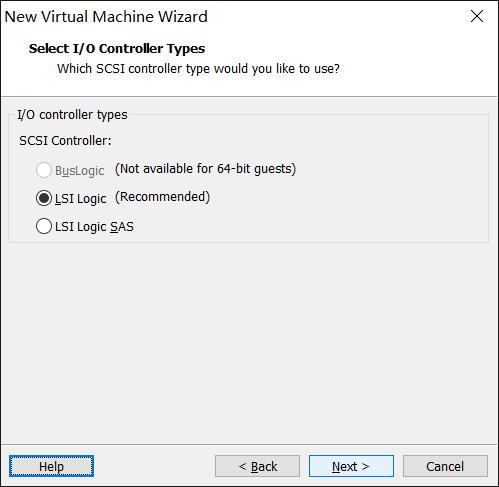 New Virtual Machine Wizard
Select I/O Controller Types
Which SCSI controller type would you like to use?
I/O controller types
SCSI Controller:
BusLogic (Not available for 64-bit guests)
LSI Logic (Recommended)
LSI Logic SAS
Help < Back Next > Cancel